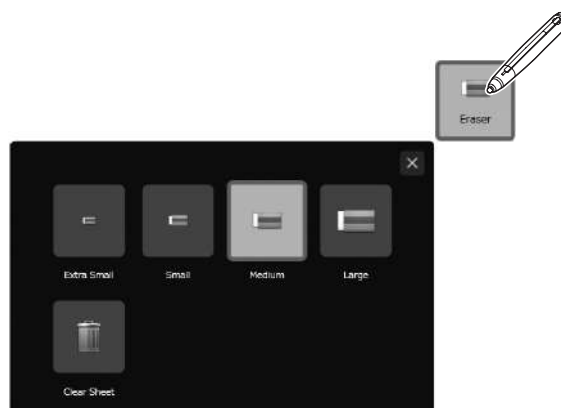 Eraser
Extra Small
Small
Medium
Large
Clear Sheet